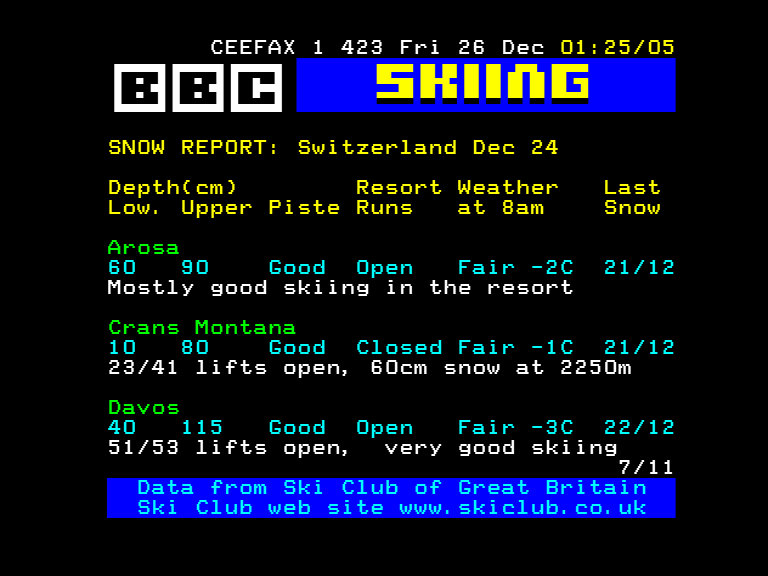 CEEFAX 1 423 Fri 26 Dec 01:25/05
BBC SKIING
SNOW REPORT: Switzerland Dec 24
Depth(cm) Resort Weather Last
Low. Upper Piste Runs at 8am Snow
Arosa
60 90 Good Open Fair -2C 21/12
Mostly good skiing in the resort
Crans Montana
10 80 Good Closed Fair -1C 21/12
23/41 lifts open, 60cm snow at 2250m
Davos
40 115 Good Open Fair -3C 22/12
51/53 lifts open, very good skiing
7/11
Data from Ski Club of Great Britain
Ski Club web site www.skiclub.co.uk